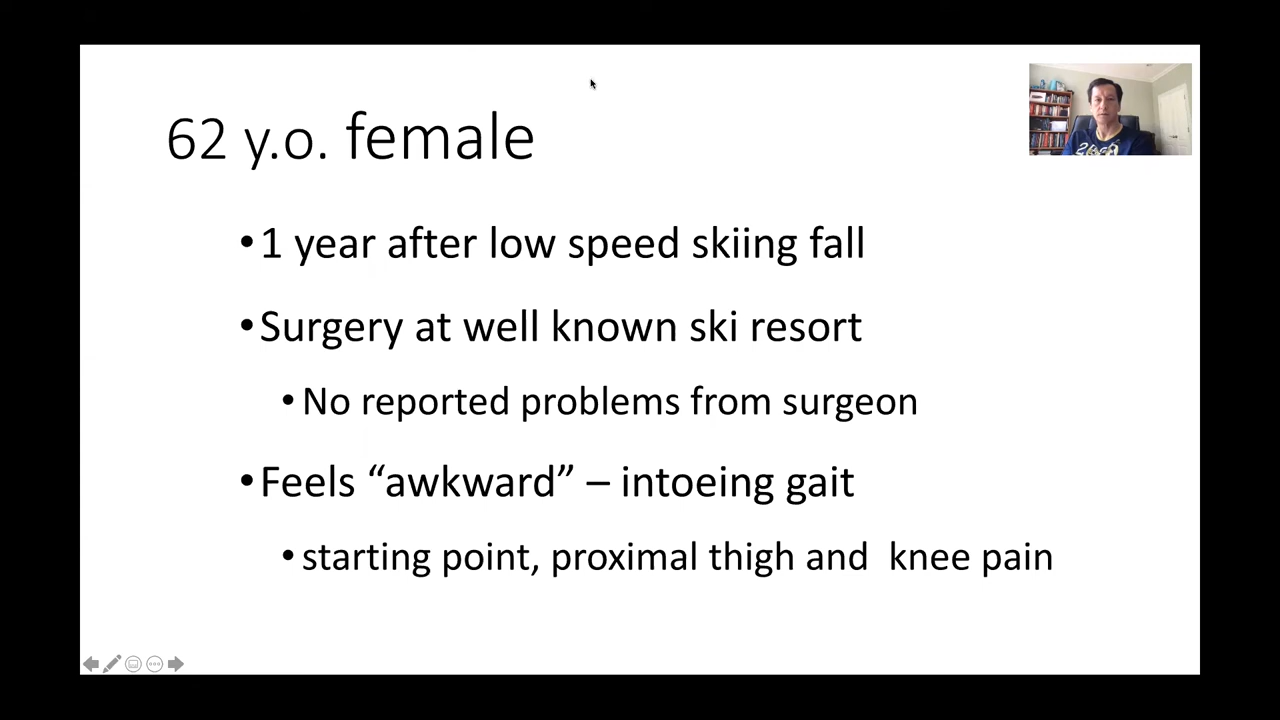 62 y.o. female
•1 year after low speed skiing fall
•Surgery at well known ski resort
•No reported problems from surgeon
•Feels “awkward” – intoeing gait
•starting point, proximal thigh and knee pain